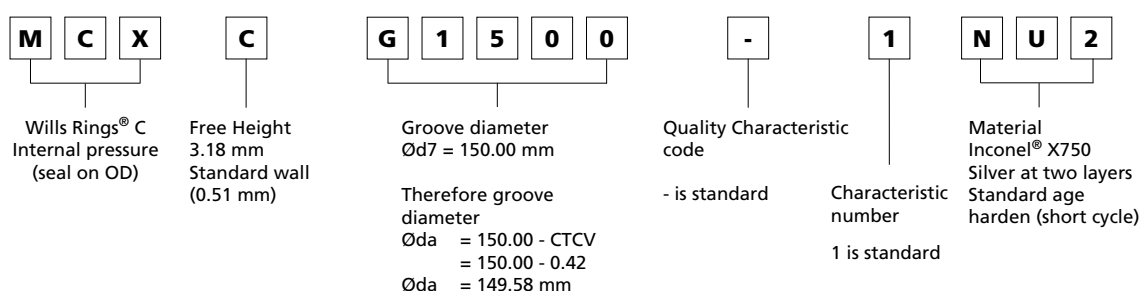 M C X C G 1 5 0 0 - 1 N U 2
Wills Rings® C
Internal pressure
(seal on OD)
Free Height
3.18 mm
Standard wall
(0.51 mm)
Groove diameter
Ød7 = 150.00 mm
Therefore groove
diameter
Øda = 150.00 - CTCV
= 150.00 - 0.42
Øda = 149.58 mm
Quality Characteristic
code
- is standard
Characteristic
number
1 is standard
Material
Inconel® X750
Silver at two layers
Standard age
harden (short cycle)